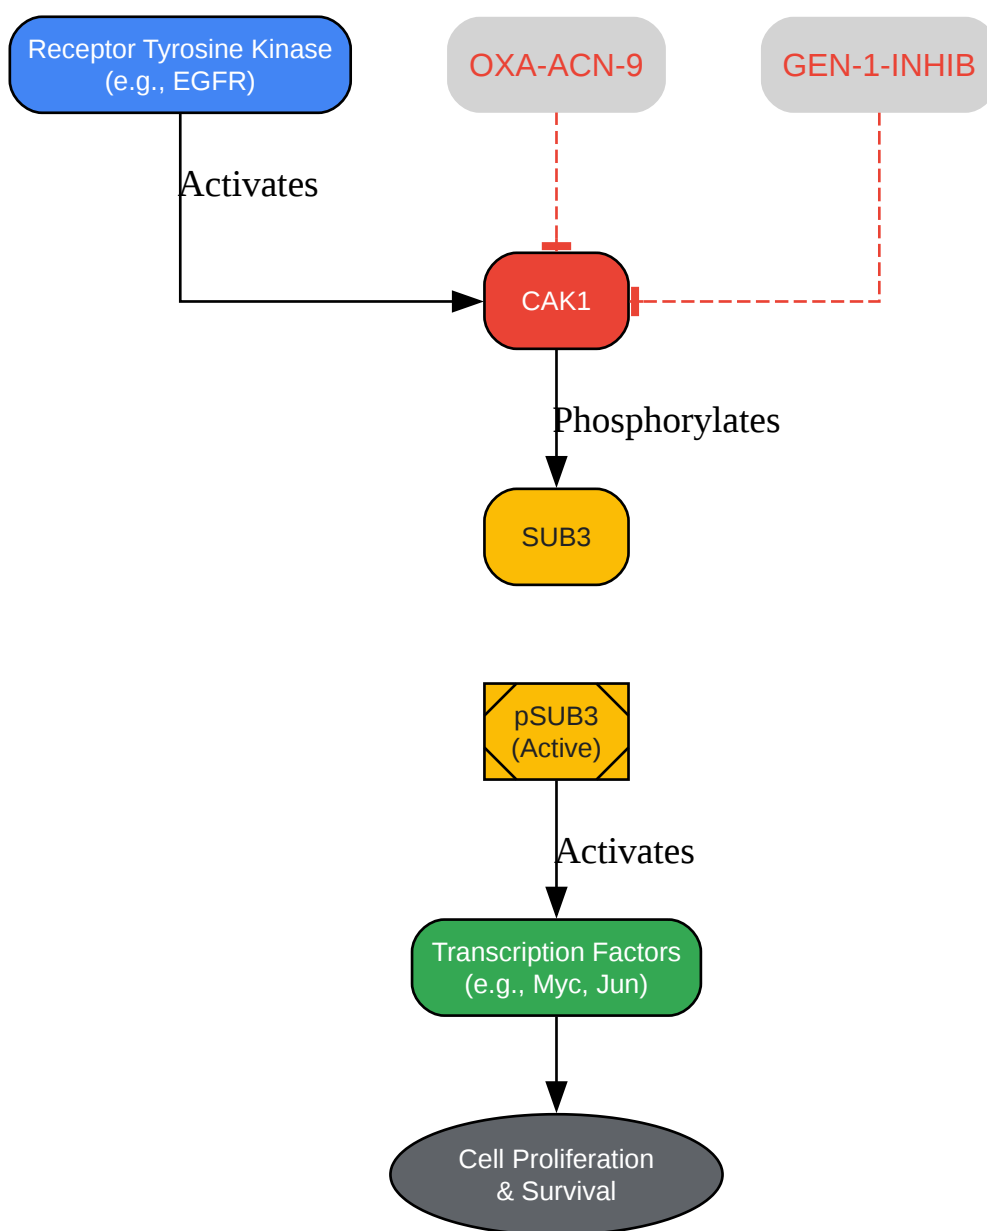 Receptor Tyrosine Kinase
(e.g., EGFR)
OXA-ACN-9
GEN-1-INHIB
Activates
CAK1
Phosphorylates
SUB3
pSUB3
(Active)
Activates
Transcription Factors
(e.g., Myc, Jun)
Cell Proliferation
& Survival